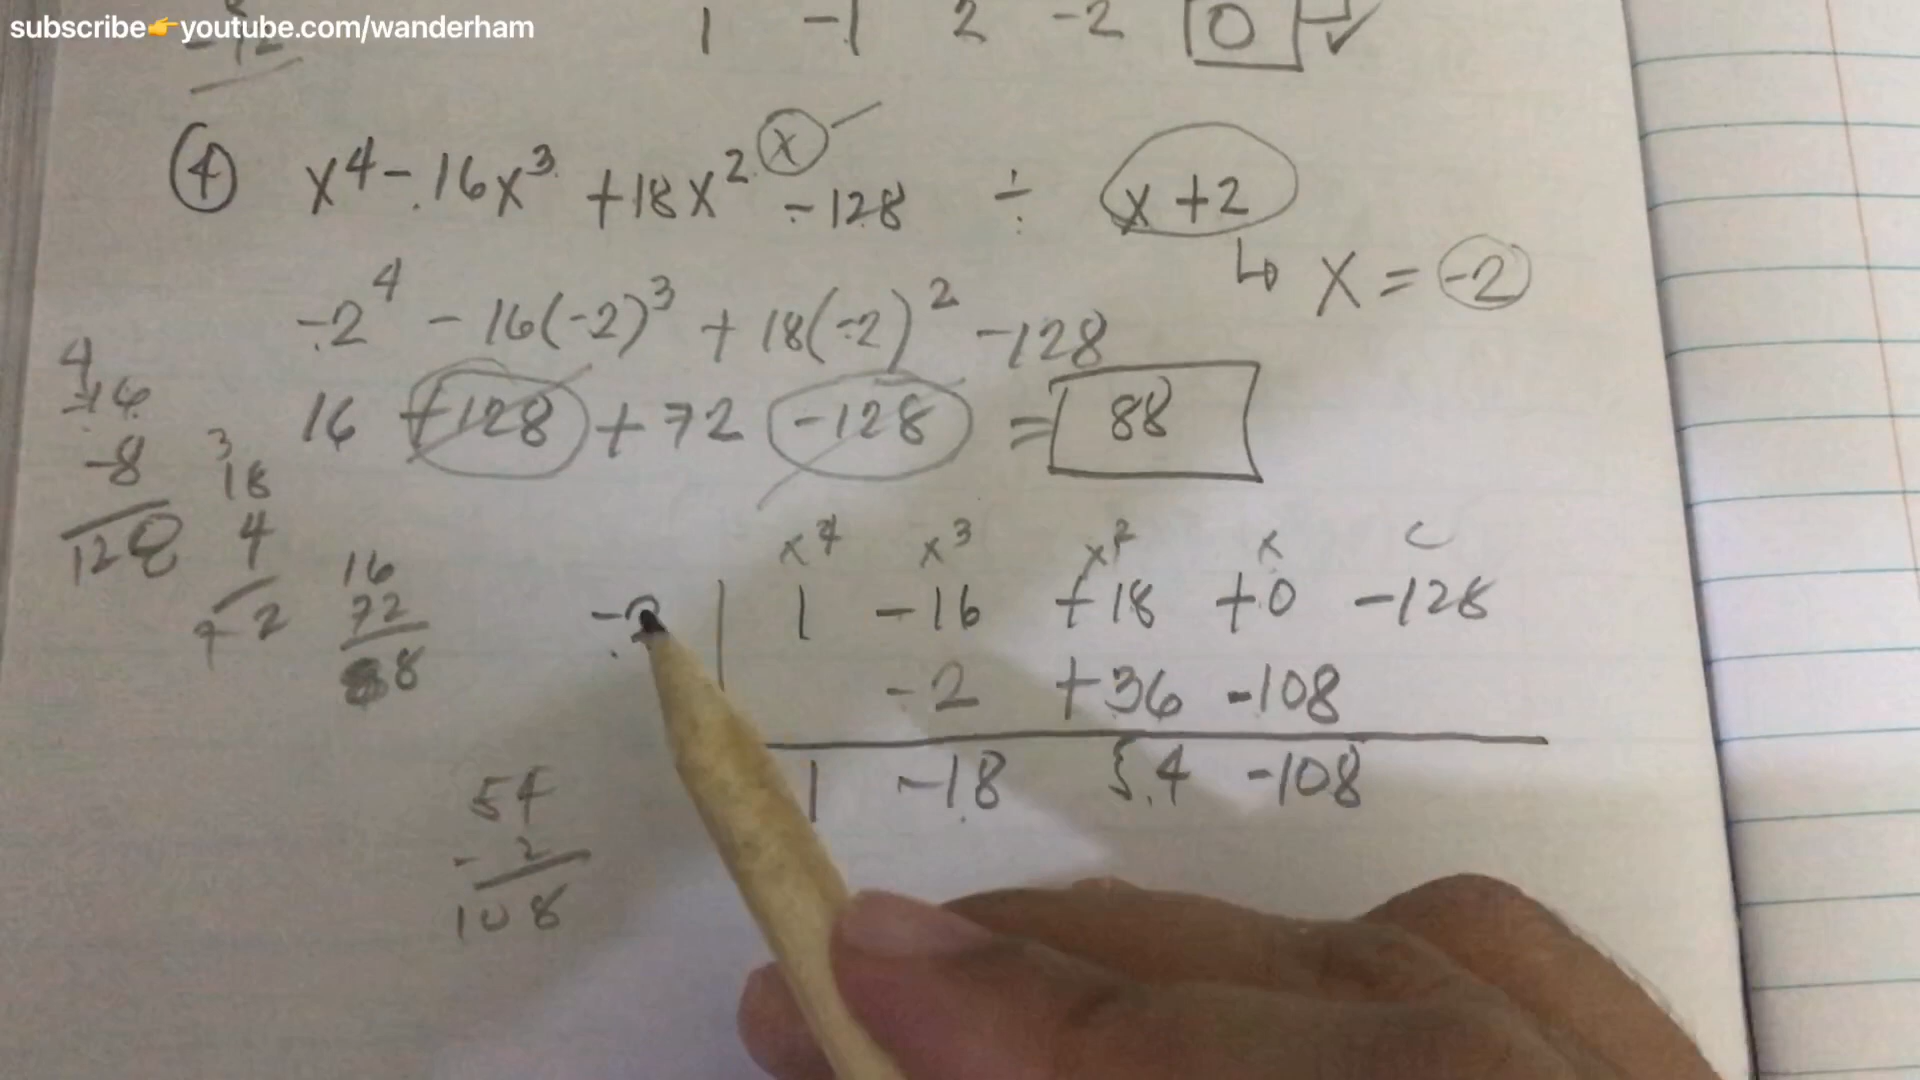 subscribe👉youtube.com/wanderham
-12
1 -1 2 -2 0 ✓
④ x⁴ - 16x³ + 18x² x - 128 ÷ x + 2
↳ x = -2
-2⁴ - 16(-2)³ + 18(-2)² - 128
16 + 128 + 72 - 128 = 88
4
-16
-8
128
3
18
4
72
16
72
88
x⁴ x³ x² x c
-2 | 1 -16 +18 +0 -128
-2 +36 -108
1 -18 54 -108
54
-2
108